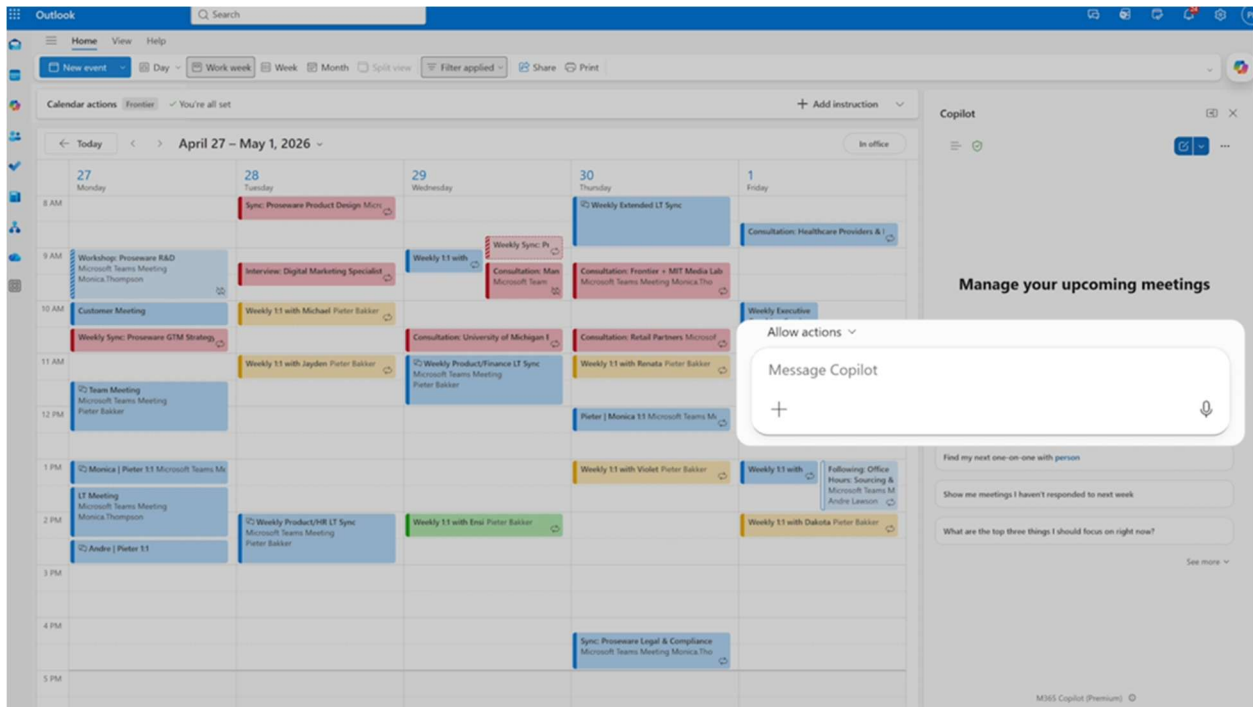 Outlook
Search
Home View Help
New event Day Work week Week Month Split view Filter applied Share Print
Calendar actions Frontier You're all set
Add instruction
Today April 27 – May 1, 2026
In office
27
Monday
28
Tuesday
29
Wednesday
30
Thursday
1
Friday
8 AM
9 AM
10 AM
11 AM
12 PM
1 PM
2 PM
3 PM
4 PM
5 PM
Workshop: Proseware R&D
Microsoft Teams Meeting
Monica.Thompson
Customer Meeting
Weekly Sync: Proseware GTM Strategy
Team Meeting
Microsoft Teams Meeting
Pieter Bakker
Monica | Pieter 1:1 Microsoft Teams Me
LT Meeting
Microsoft Teams Meeting
Monica.Thompson
Andre | Pieter 1:1
Sync: Proseware Product Design Micro
Interview: Digital Marketing Specialist
Weekly 1:1 with Michael Pieter Bakker
Weekly 1:1 with Jayden Pieter Bakker
Weekly Product/HR LT Sync
Microsoft Teams Meeting
Pieter Bakker
Weekly Sync: Pr
Weekly 1:1 with
Consultation: Man
Microsoft Team
Consultation: University of Michigan
Weekly Product/Finance LT Sync
Microsoft Teams Meeting
Pieter Bakker
Weekly 1:1 with Ensi Pieter Bakker
Weekly Extended LT Sync
Consultation: Frontier + MIT Media Lab
Microsoft Teams Meeting Monica.Tho
Consultation: Retail Partners Microsof
Weekly 1:1 with Renata Pieter Bakker
Pieter | Monica 1:1 Microsoft Teams Me
Weekly 1:1 with Violet Pieter Bakker
Sync: Proseware Legal & Compliance
Microsoft Teams Meeting Monica.Tho
Consultation: Healthcare Providers &
Weekly Executive
Weekly 1:1 with
Following: Office
Hours: Sourcing &
Microsoft Teams M
Andre Lawson
Weekly 1:1 with Dakota Pieter Bakker
Copilot
Manage your upcoming meetings
Allow actions
Message Copilot
Find my next one-on-one with person
Show me meetings I haven't responded to next week
What are the top three things I should focus on right now?
See more
M365 Copilot (Premium)